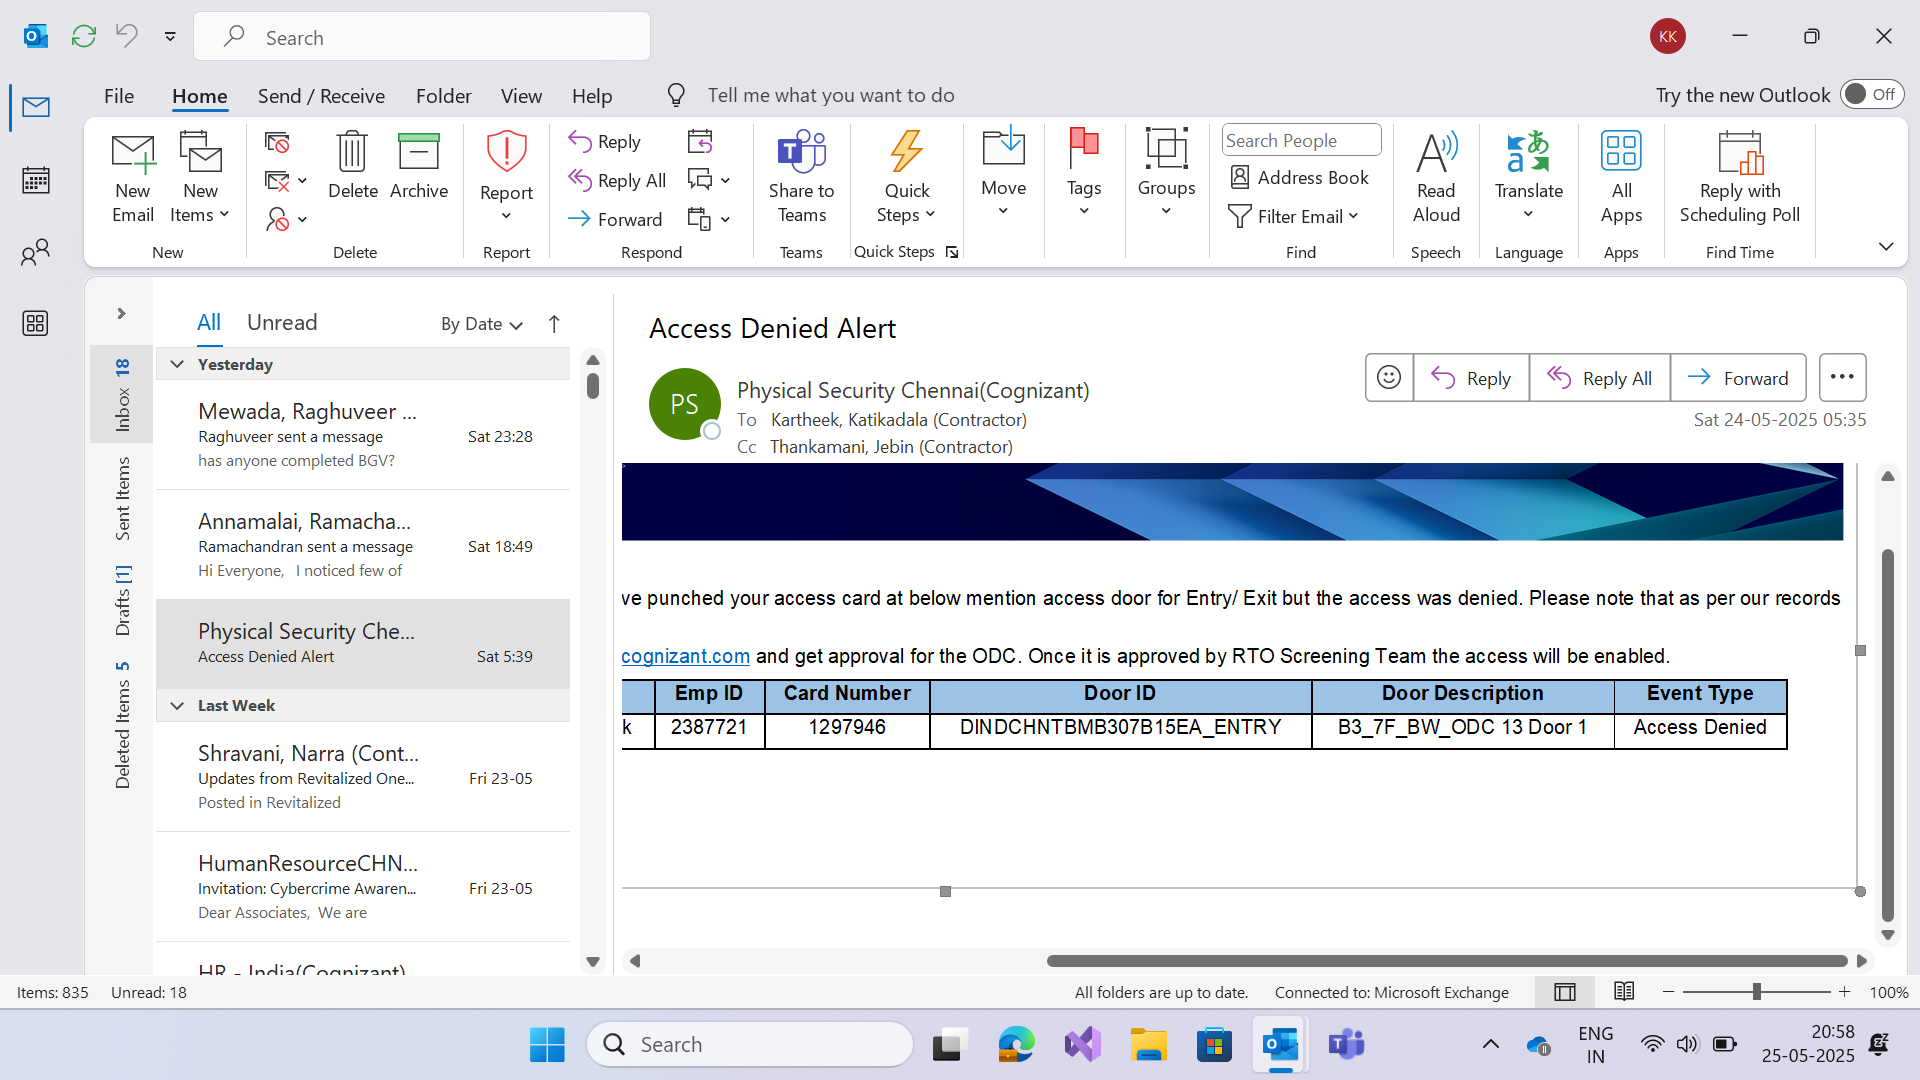 Search
KK
File
Home
Send / Receive
Folder
View
Help
Tell me what you want to do
Try the new Outlook
Off
New Email
New Items
New
Delete
Archive
Delete
Report
Report
Reply
Reply All
Forward
Respond
Share to Teams
Teams
Quick Steps
Quick Steps
Move
Tags
Groups
Search People
Address Book
Filter Email
Find
Read Aloud
Speech
Translate
Language
All Apps
Apps
Reply with Scheduling Poll
Find Time
Inbox 18
Sent Items
Drafts [1]
Deleted Items 5
All
Unread
By Date
Yesterday
Mewada, Raghuveer ...
Raghuveer sent a message Sat 23:28
has anyone completed BGV?
Annamalai, Ramacha...
Ramachandran sent a message Sat 18:49
Hi Everyone, I noticed few of
Physical Security Che...
Access Denied Alert Sat 5:39
Last Week
Shravani, Narra (Cont...
Updates from Revitalized One... Fri 23-05
Posted in Revitalized
HumanResourceCHN...
Invitation: Cybercrime Awaren... Fri 23-05
Dear Associates, We are
HR - India(Cognizant)
Access Denied Alert
PS
Physical Security Chennai(Cognizant)
To Kartheek, Katikadala (Contractor)
Cc Thankamani, Jebin (Contractor)
Reply
Reply All
Forward
Sat 24-05-2025 05:35
ve punched your access card at below mention access door for Entry/ Exit but the access was denied. Please note that as per our records
cognizant.com and get approval for the ODC. Once it is approved by RTO Screening Team the access will be enabled.
Emp ID Card Number Door ID Door Description Event Type
k 2387721 1297946 DINDCHNTBMB307B15EA_ENTRY B3_7F_BW_ODC 13 Door 1 Access Denied
Items: 835 Unread: 18
All folders are up to date. Connected to: Microsoft Exchange
100%
Search
ENG
IN
20:58
25-05-2025